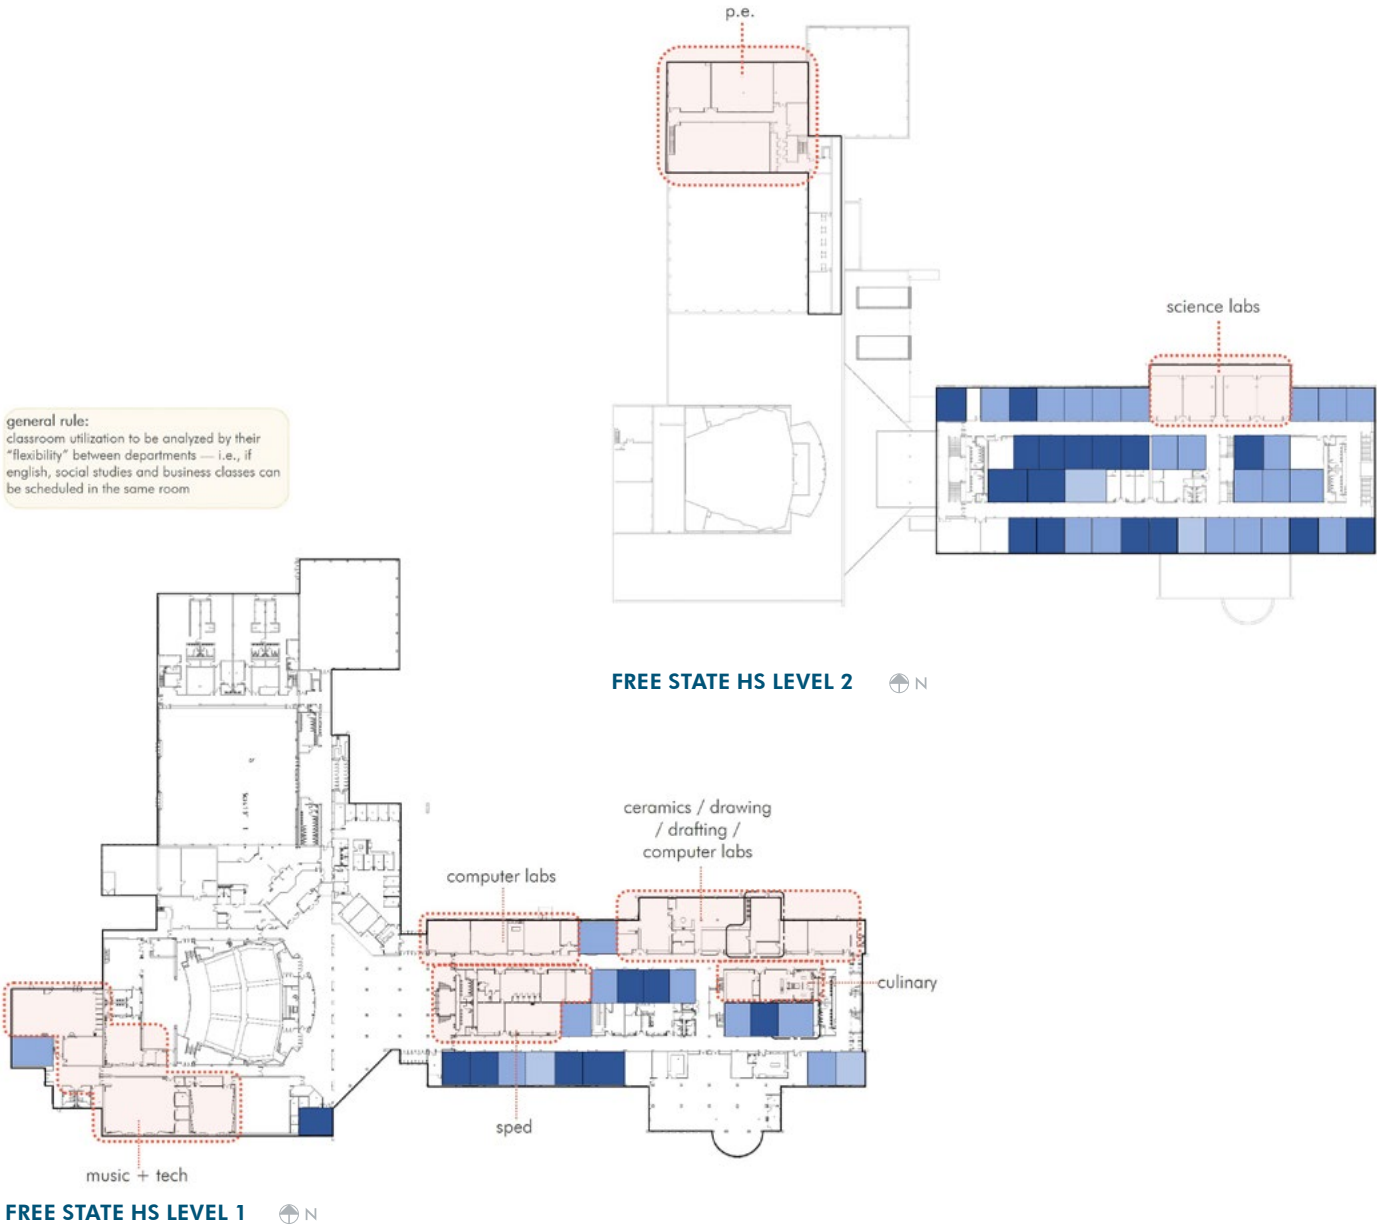 p.e.
science labs
general rule:
classroom utilization to be analyzed by their
“flexibility” between departments — i.e., if
english, social studies and business classes can
be scheduled in the same room
FREE STATE HS LEVEL 2
N
ceramics / drawing
/ drafting /
computer labs
computer labs
culinary
sped
music + tech
FREE STATE HS LEVEL 1
N